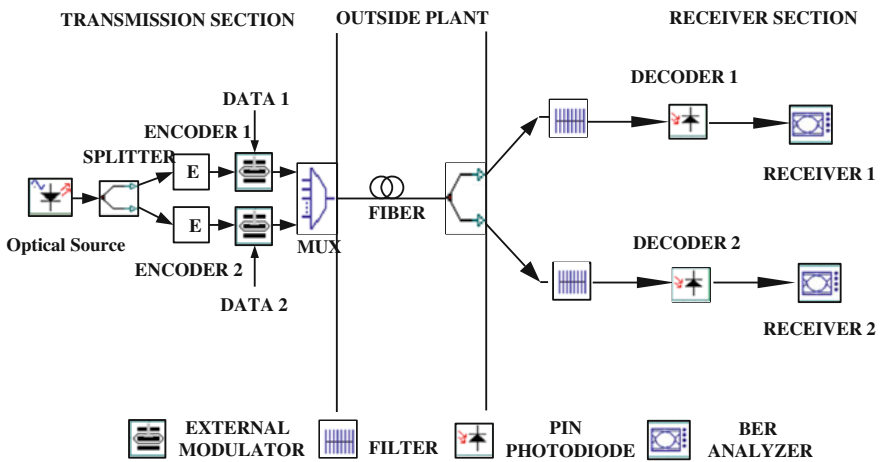 TRANSMISSION SECTION
OUTSIDE PLANT
RECEIVER SECTION
DATA 1
ENCODER 1
SPLITTER
E
E
Optical Source
ENCODER 2
DATA 2
MUX
FIBER
DECODER 1
RECEIVER 1
DECODER 2
RECEIVER 2
EXTERNAL
MODULATOR
FILTER
PIN
PHOTODIODE
BER
ANALYZER